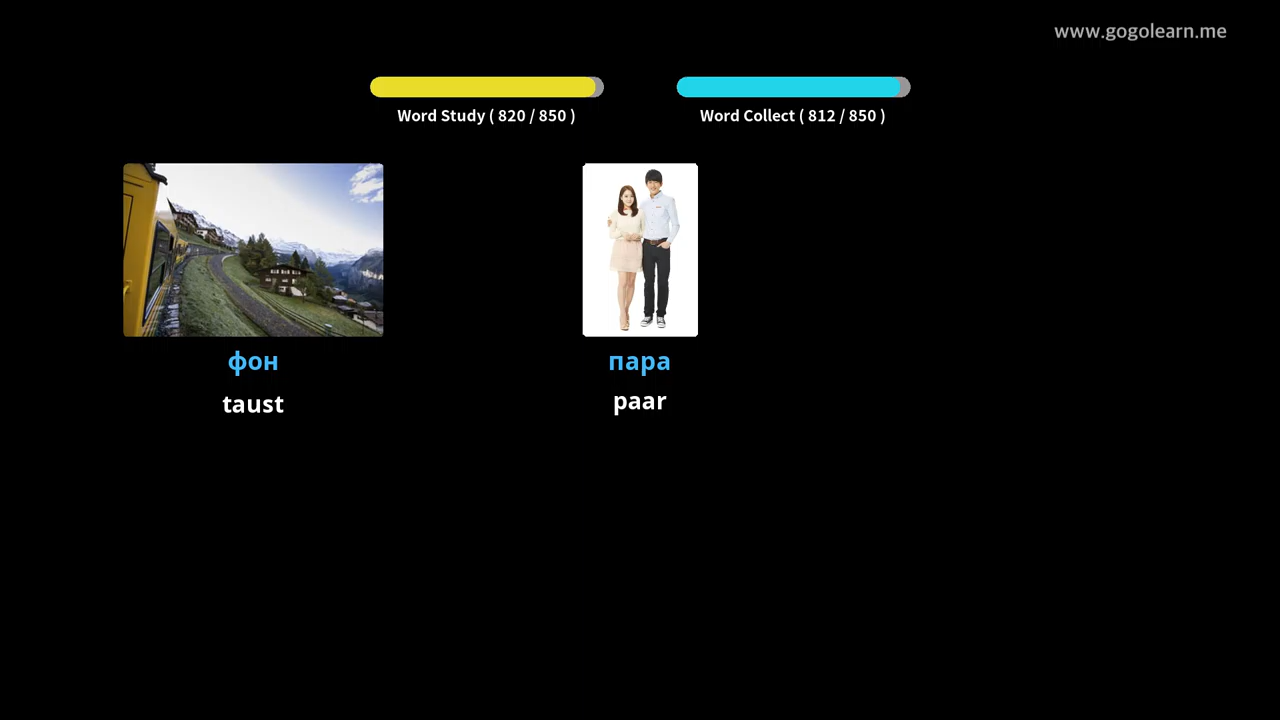 www.gogolearn.me
Word Study ( 820 / 850 )
Word Collect ( 812 / 850 )
фон
taust
пара
paar